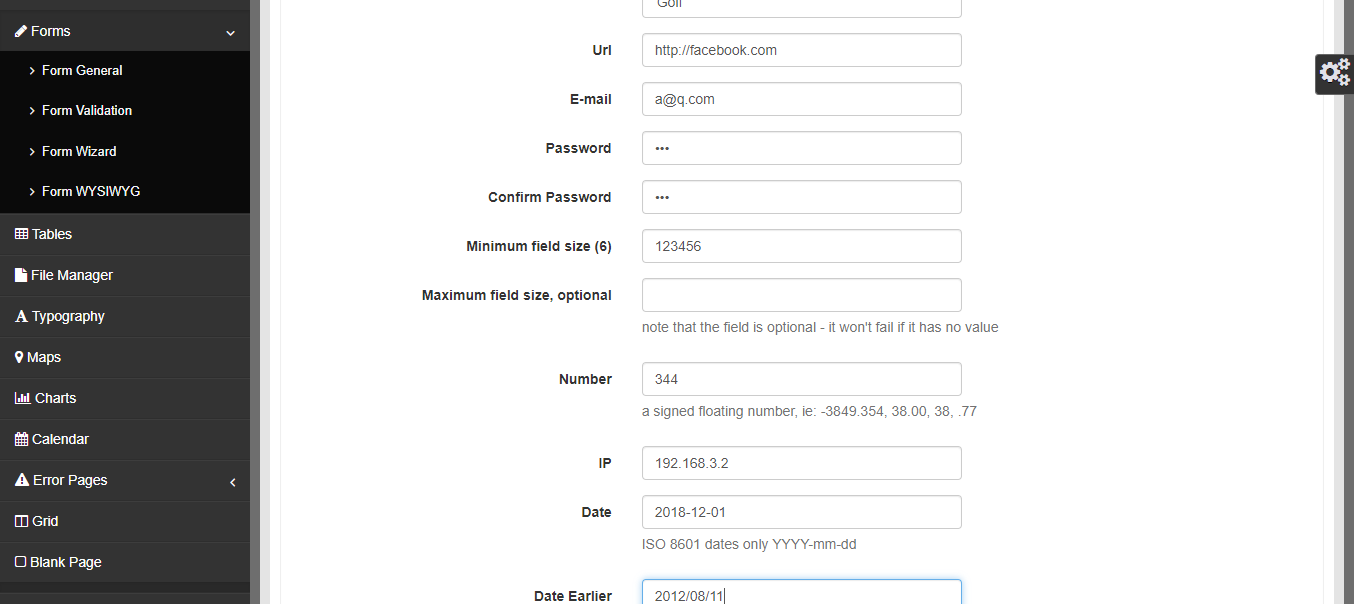 Forms
Form General
Form Validation
Form Wizard
Form WYSIWYG
Tables
File Manager
Typography
Maps
Charts
Calendar
Error Pages
Grid
Blank Page
Url http://facebook.com
E-mail a@q.com
Password •••
Confirm Password •••
Minimum field size (6) 123456
Maximum field size, optional
note that the field is optional - it won't fail if it has no value
Number 344
a signed floating number, ie: -3849.354, 38.00, 38, .77
IP 192.168.3.2
Date 2018-12-01
ISO 8601 dates only YYYY-mm-dd
Date Earlier 2012/08/11